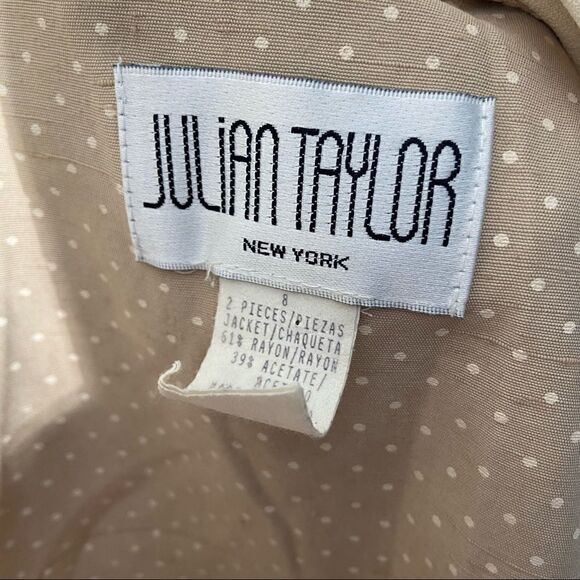 JULiAN TAYLOR
NEW YORK
8
2 PIECES/PIEZAS
JACKET/CHAQUETA
61% RAYON/RAYON
39% ACETATE/